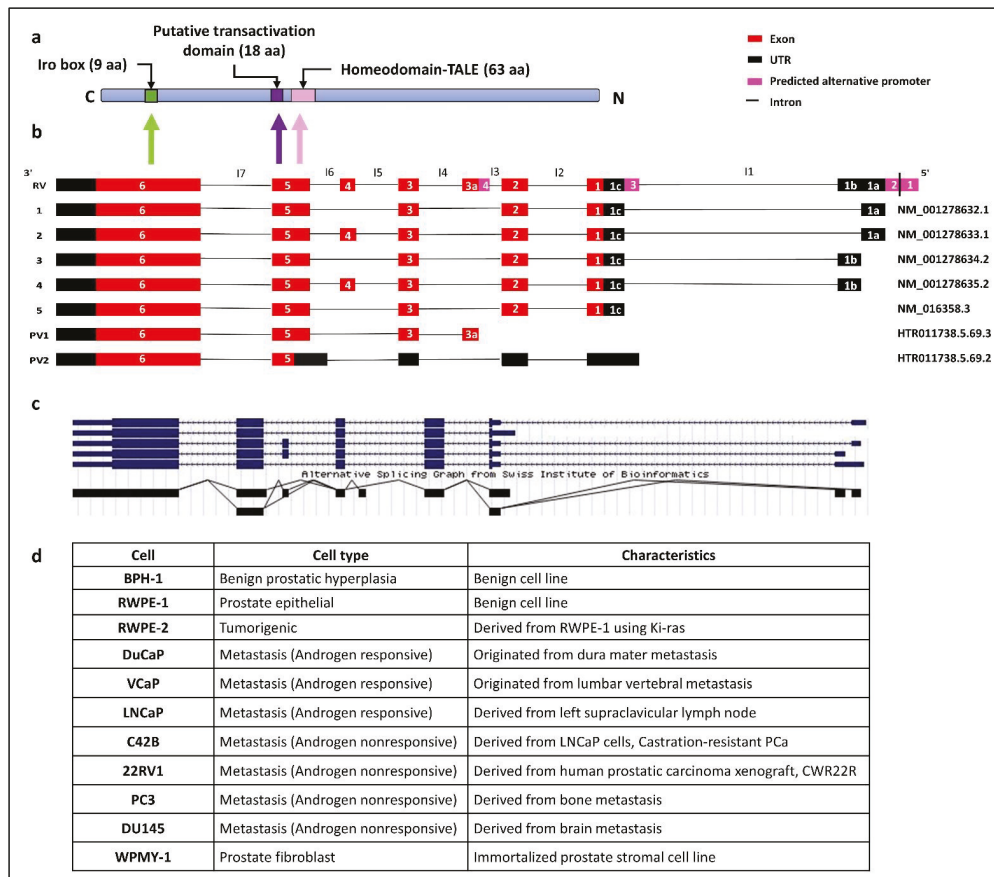 a
Putative transactivation
domain (18 aa)
Iro box (9 aa)
Homeodomain-TALE (63 aa)
C
N
Exon
UTR
Predicted alternative promoter
Intron
b
3'
I7
I6
I5
I4
I3
I2
I1
5'
RV 6 5 4 3 3a 4 2 1 1c 3 1b 1a 2 1
1 6 5 3 2 1 1c 1a NM_001278632.1
2 6 5 4 3 2 1 1c 1a NM_001278633.1
3 6 5 3 2 1 1c 1b NM_001278634.2
4 6 5 4 3 2 1 1c 1b NM_001278635.2
5 6 5 3 2 1 1c NM_016358.3
PV1 6 5 3 3a HTR011738.5.69.3
PV2 6 5 HTR011738.5.69.2
c
Alternative Splicing Graph from Swiss Institute of Bioinformatics
d
Cell Cell type Characteristics
BPH-1 Benign prostatic hyperplasia Benign cell line
RWPE-1 Prostate epithelial Benign cell line
RWPE-2 Tumorigenic Derived from RWPE-1 using Ki-ras
DuCaP Metastasis (Androgen responsive) Originated from dura mater metastasis
VCaP Metastasis (Androgen responsive) Originated from lumbar vertebral metastasis
LNCaP Metastasis (Androgen responsive) Derived from left supraclavicular lymph node
C42B Metastasis (Androgen nonresponsive) Derived from LNCaP cells, Castration-resistant PCa
22RV1 Metastasis (Androgen nonresponsive) Derived from human prostatic carcinoma xenograft, CWR22R
PC3 Metastasis (Androgen nonresponsive) Derived from bone metastasis
DU145 Metastasis (Androgen nonresponsive) Derived from brain metastasis
WPMY-1 Prostate fibroblast Immortalized prostate stromal cell line